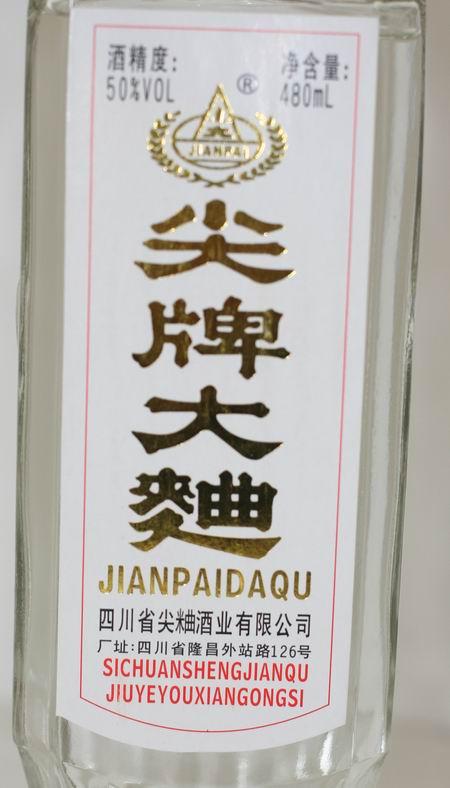 酒精度: 净含量:
50%VOL 480mL
®
JIANPAI
尖
牌
大
麯
JIANPAIDAQU
四川省尖粬酒业有限公司
厂址:四川省隆昌外站路126号
SICHUANSHENGJIANQU
JIUYEYOUXIANGONGSI